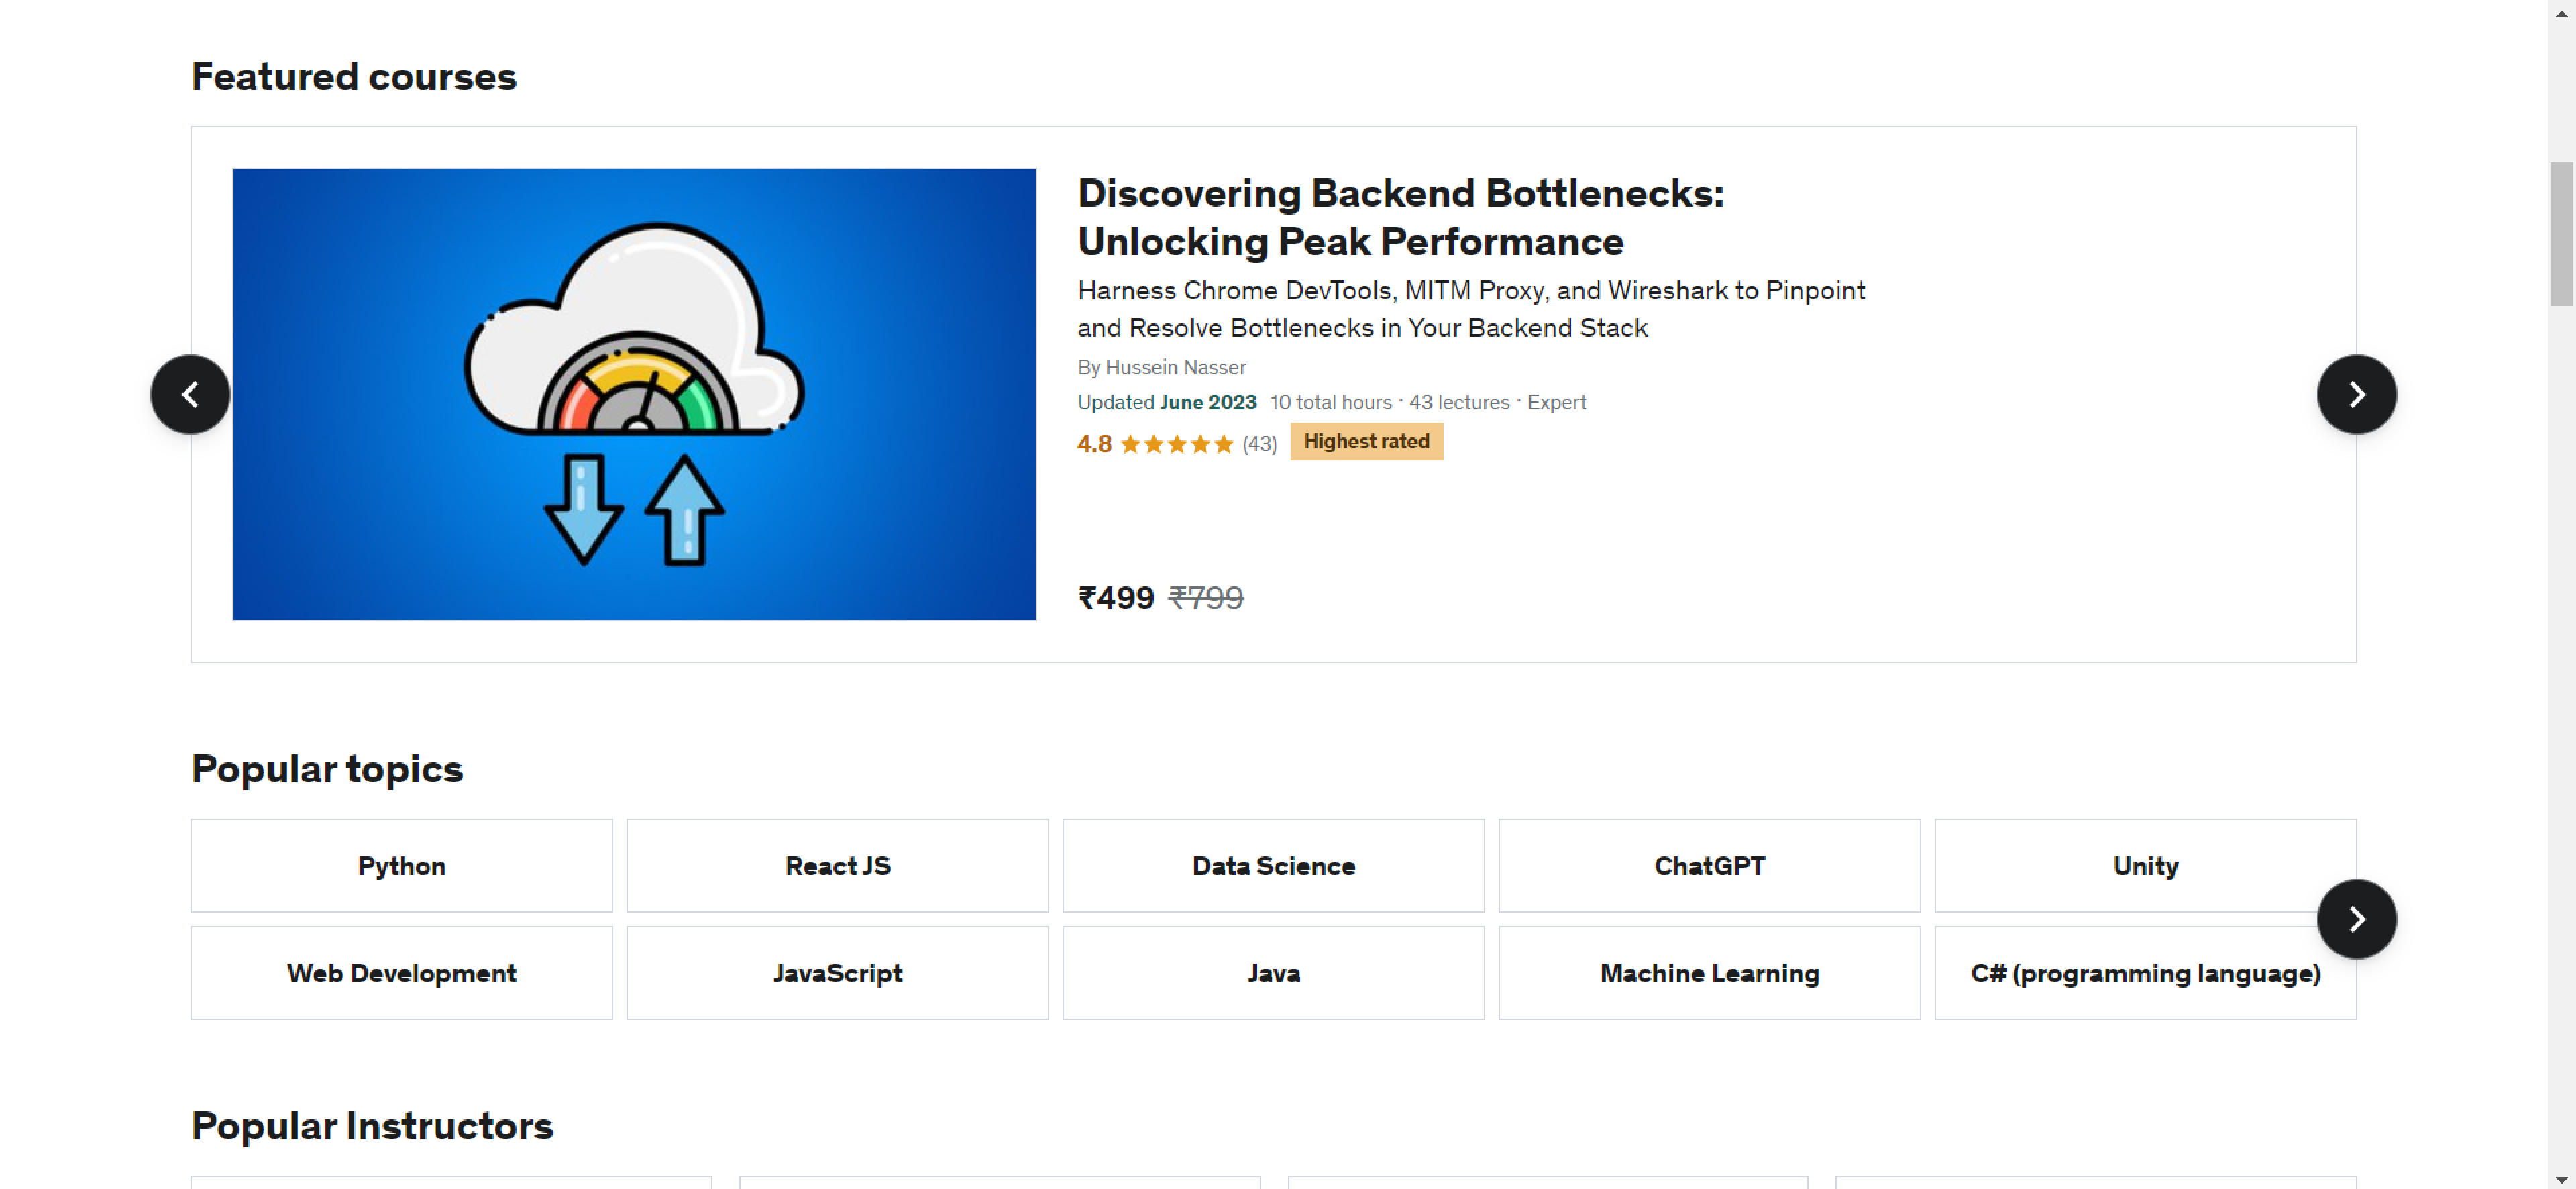 Featured courses
Discovering Backend Bottlenecks:
Unlocking Peak Performance
Harness Chrome DevTools, MITM Proxy, and Wireshark to Pinpoint
and Resolve Bottlenecks in Your Backend Stack
By Hussein Nasser
Updated June 2023 10 total hours · 43 lectures · Expert
4.8 (43) Highest rated
₹499 ₹799
Popular topics
Python React JS Data Science ChatGPT Unity
Web Development JavaScript Java Machine Learning C# (programming language)
Popular Instructors